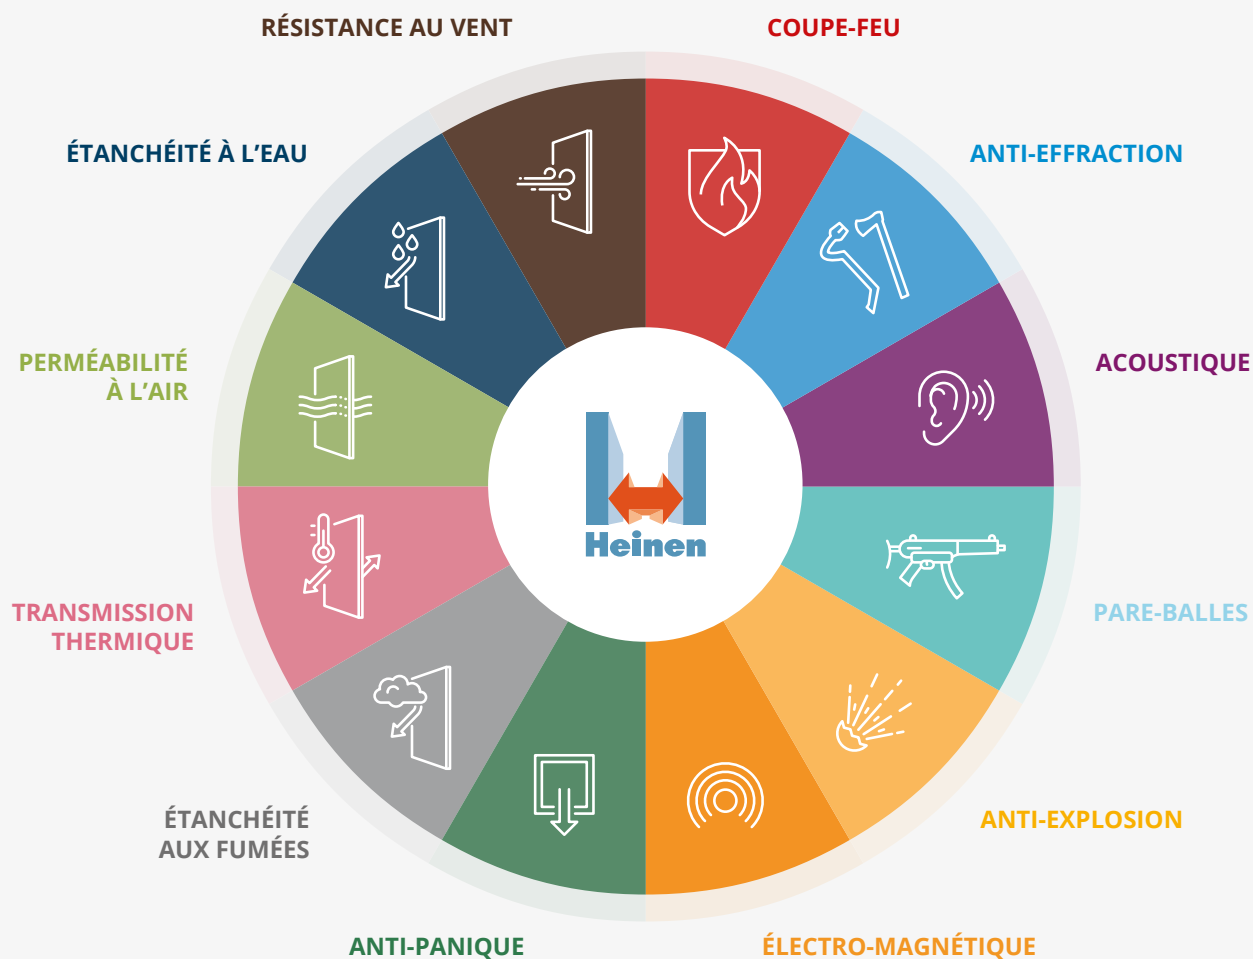 RÉSISTANCE AU VENT
COUPE-FEU
ÉTANCHÉITÉ À L’EAU
ANTI-EFFRACTION
PERMÉABILITÉ
À L’AIR
ACOUSTIQUE
Heinen
TRANSMISSION
THERMIQUE
PARE-BALLES
ÉTANCHÉITÉ
AUX FUMÉES
ANTI-EXPLOSION
ANTI-PANIQUE
ÉLECTRO-MAGNÉTIQUE